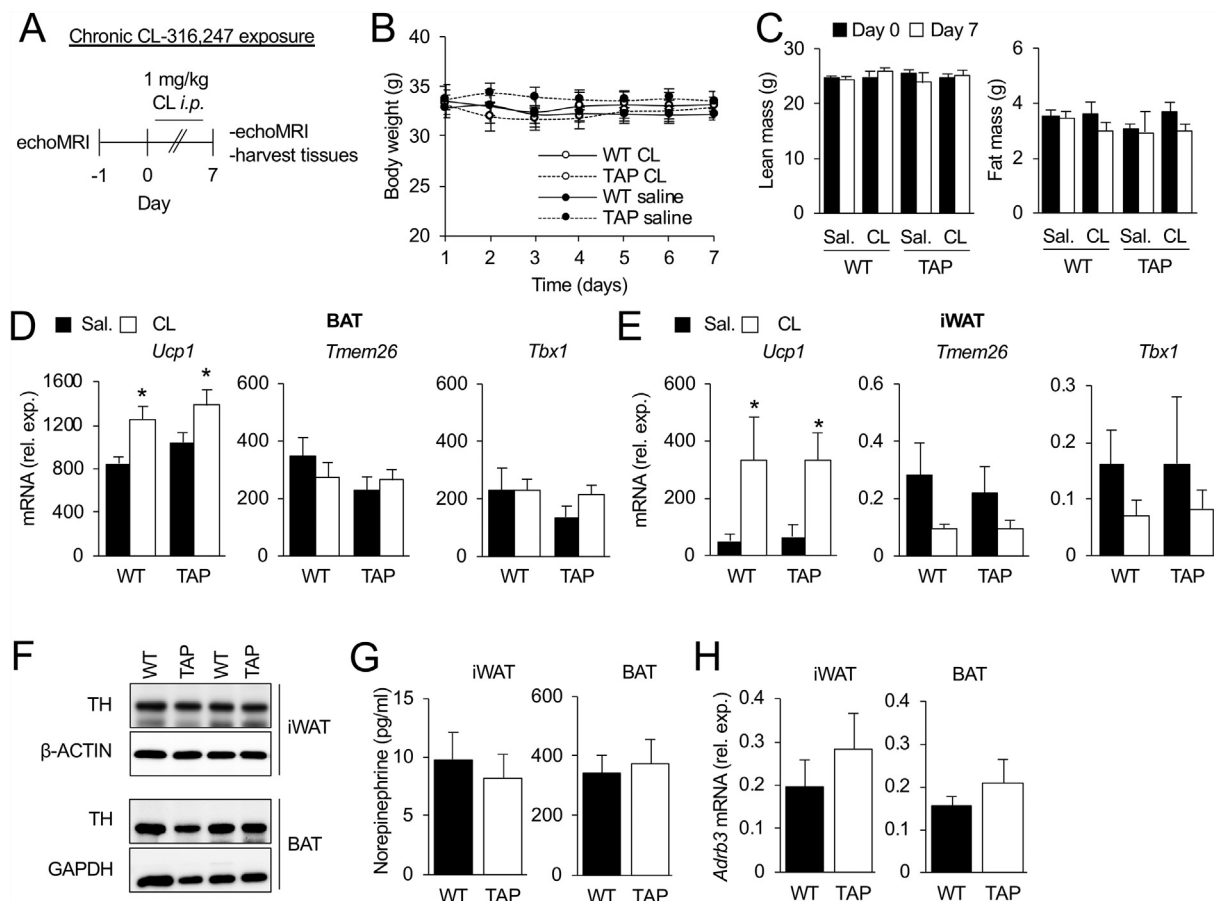 A
Chronic CL-316,247 exposure
1 mg/kg
CL i.p.
echoMRI
-echoMRI
-harvest tissues
-1 0 7
Day
B
Body weight (g)
40
36
33
30
26
20
WT CL
TAP CL
WT saline
TAP saline
1 2 3 4 5 6 7
Time (days)
C
Day 0 Day 7
Lean mass (g)
30
20
10
0
Sal. CL Sal. CL
WT TAP
Fat mass (g)
6
4
2
0
Sal. CL Sal. CL
WT TAP
D
Sal. CL
BAT
Ucp1 Tmem26 Tbx1
mRNA (rel. exp.)
1600
1200
800
400
0
* *
WT TAP
600
400
200
0
WT TAP
600
400
200
0
WT TAP
E
Sal. CL
iWAT
Ucp1 Tmem26 Tbx1
mRNA (rel. exp.)
600
400
200
0
* *
WT TAP
0.6
0.4
0.2
0
WT TAP
0.3
0.2
0.1
0
WT TAP
F
WT TAP WT TAP
TH
β-ACTIN
iWAT
TH
GAPDH
BAT
G
iWAT BAT
Norepinephrine (pg/ml)
15
10
5
0
WT TAP
600
400
200
0
WT TAP
H
iWAT BAT
Adrb3 mRNA (rel. exp.)
0.4
0.3
0.2
0.1
0
WT TAP
0.4
0.3
0.2
0.1
0
WT TAP